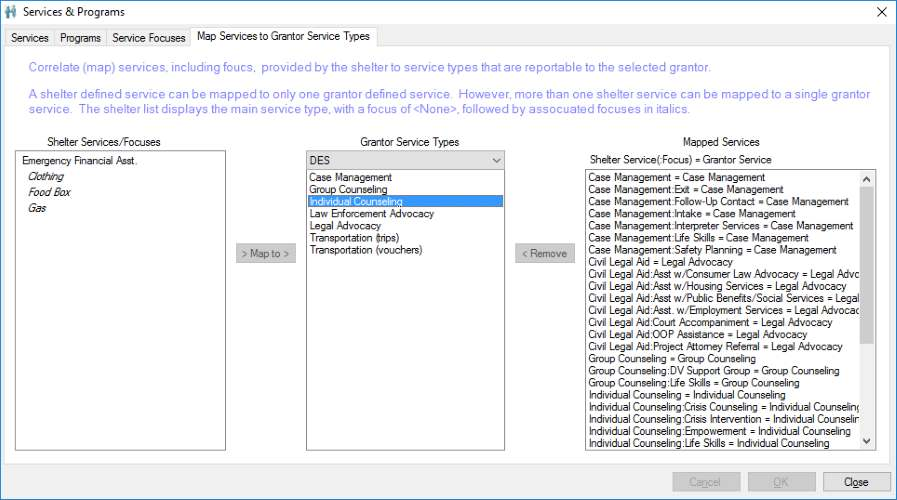 Services & Programs
Services
Programs
Service Focuses
Map Services to Grantor Service Types
Correlate (map) services, including foucs, provided by the shelter to service types that are reportable to the selected grantor.
A shelter defined service can be mapped to only one grantor defined service. However, more than one shelter service can be mapped to a single grantor
service. The shelter list displays the main service type, with a focus of <None>, followed by assocuated focuses in italics.
Shelter Services/Focuses
Emergency Financial Asst.
Clothing
Food Box
Gas
> Map to >
Grantor Service Types
DES
Case Management
Group Counseling
Individual Counseling
Law Enforcement Advocacy
Legal Advocacy
Transportation (trips)
Transportation (vouchers)
< Remove
Mapped Services
Shelter Service(:Focus) = Grantor Service
Case Management = Case Management
Case Management:Exit = Case Management
Case Management:Follow-Up Contact = Case Management
Case Management:Intake = Case Management
Case Management:Interpreter Services = Case Management
Case Management:Life Skills = Case Management
Case Management:Safety Planning = Case Management
Civil Legal Aid = Legal Advocacy
Civil Legal Aid:Asst w/Consumer Law Advocacy = Legal Advc
Civil Legal Aid:Asst w/Housing Services = Legal Advocacy
Civil Legal Aid:Asst w/Public Benefits/Social Services = Legal
Civil Legal Aid:Asst. w/Employment Services = Legal Advocac
Civil Legal Aid:Court Accompaniment = Legal Advocacy
Civil Legal Aid:OOP Assistance = Legal Advocacy
Civil Legal Aid:Project Attorney Referral = Legal Advocacy
Group Counseling = Group Counseling
Group Counseling:DV Support Group = Group Counseling
Group Counseling:Life Skills = Group Counseling
Individual Counseling = Individual Counseling
Individual Counseling:Crisis Counseling = Individual Counseling
Individual Counseling:Crisis Intervention = Individual Counselin
Individual Counseling:Empowerment = Individual Counseling
Individual Counseling:Life Skills = Individual Counseling
Cancel
OK
Close